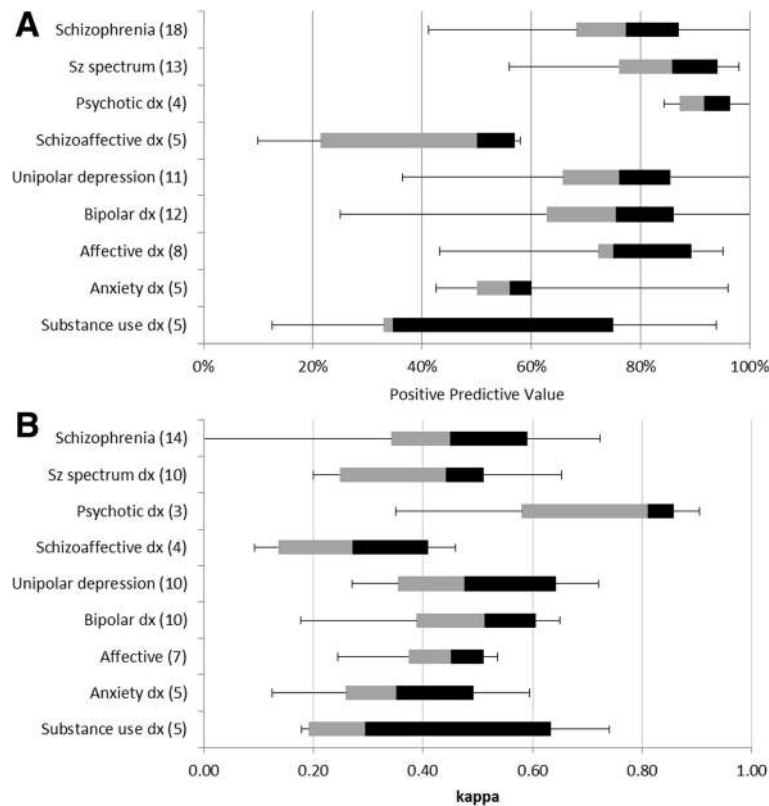 A
Schizophrenia (18)
Sz spectrum (13)
Psychotic dx (4)
Schizoaffective dx (5)
Unipolar depression (11)
Bipolar dx (12)
Affective dx (8)
Anxiety dx (5)
Substance use dx (5)
0% 20% 40% 60% 80% 100%
Positive Predictive Value
B
Schizophrenia (14)
Sz spectrum dx (10)
Psychotic dx (3)
Schizoaffective dx (4)
Unipolar depression (10)
Bipolar dx (10)
Affective (7)
Anxiety dx (5)
Substance use dx (5)
0.00 0.20 0.40 0.60 0.80 1.00
kappa